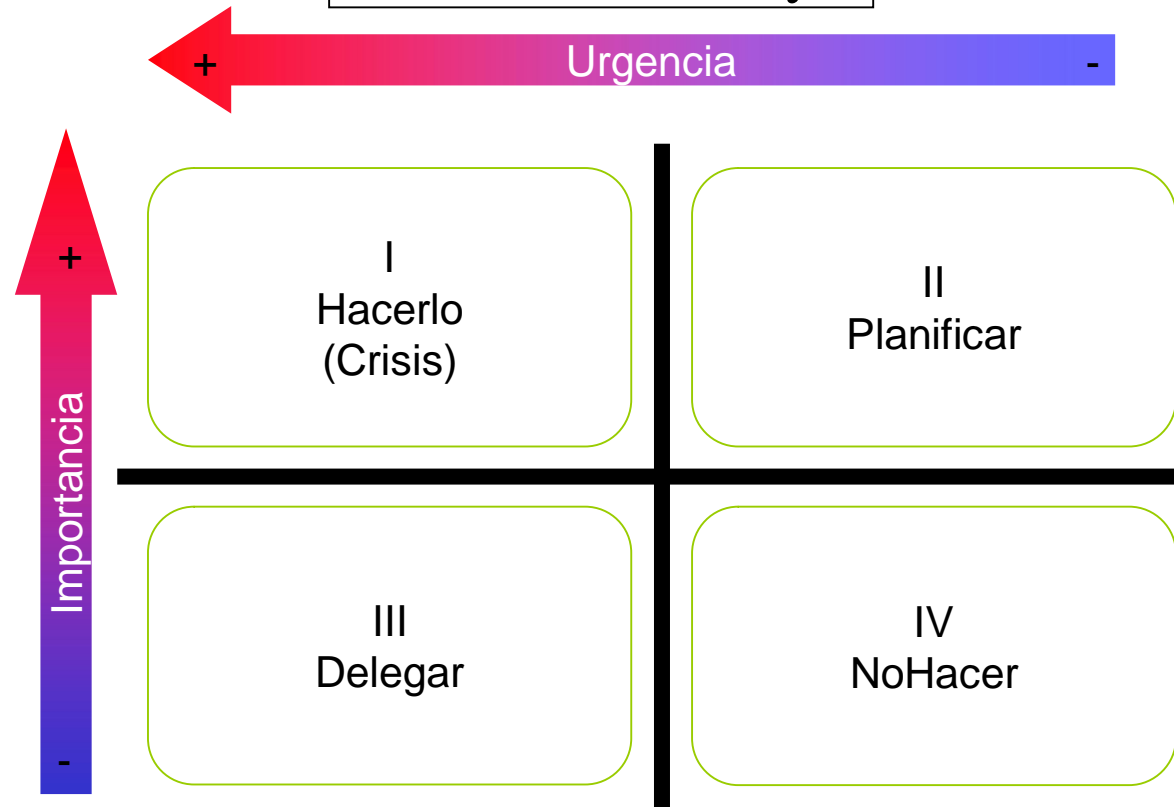 + Urgencia -
+
Importancia
-
I
Hacerlo
(Crisis)
II
Planificar
III
Delegar
IV
NoHacer